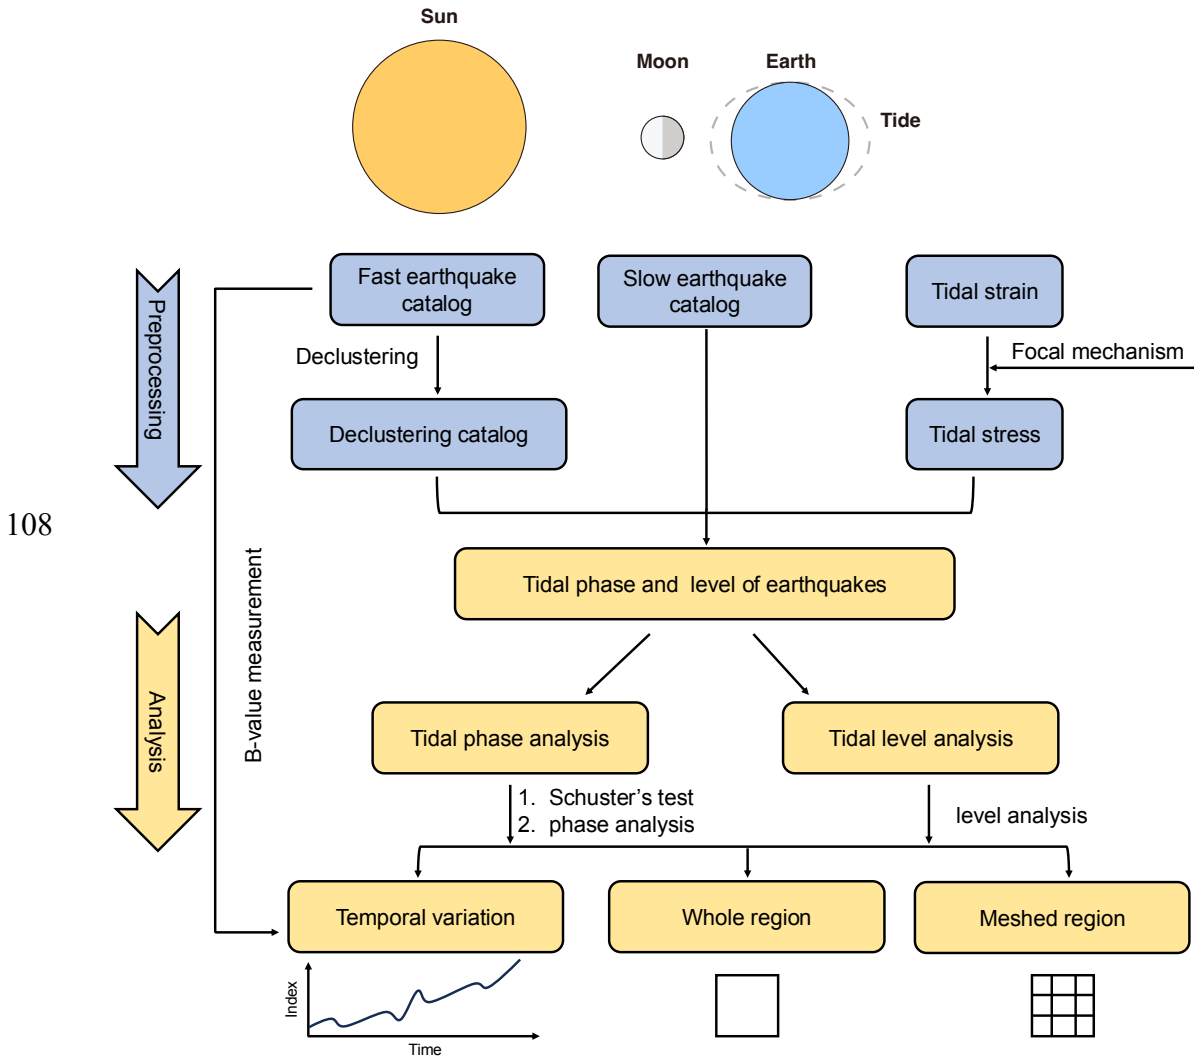 Sun
Moon
Earth
Tide
Preprocessing
Fast earthquake
catalog
Slow earthquake
catalog
Tidal strain
Declustering
Focal mechanism
Declustering catalog
Tidal stress
108
B-value measurement
Tidal phase and level of earthquakes
Analysis
Tidal phase analysis
Tidal level analysis
1. Schuster’s test
2. phase analysis
level analysis
Temporal variation
Whole region
Meshed region
Index
Time